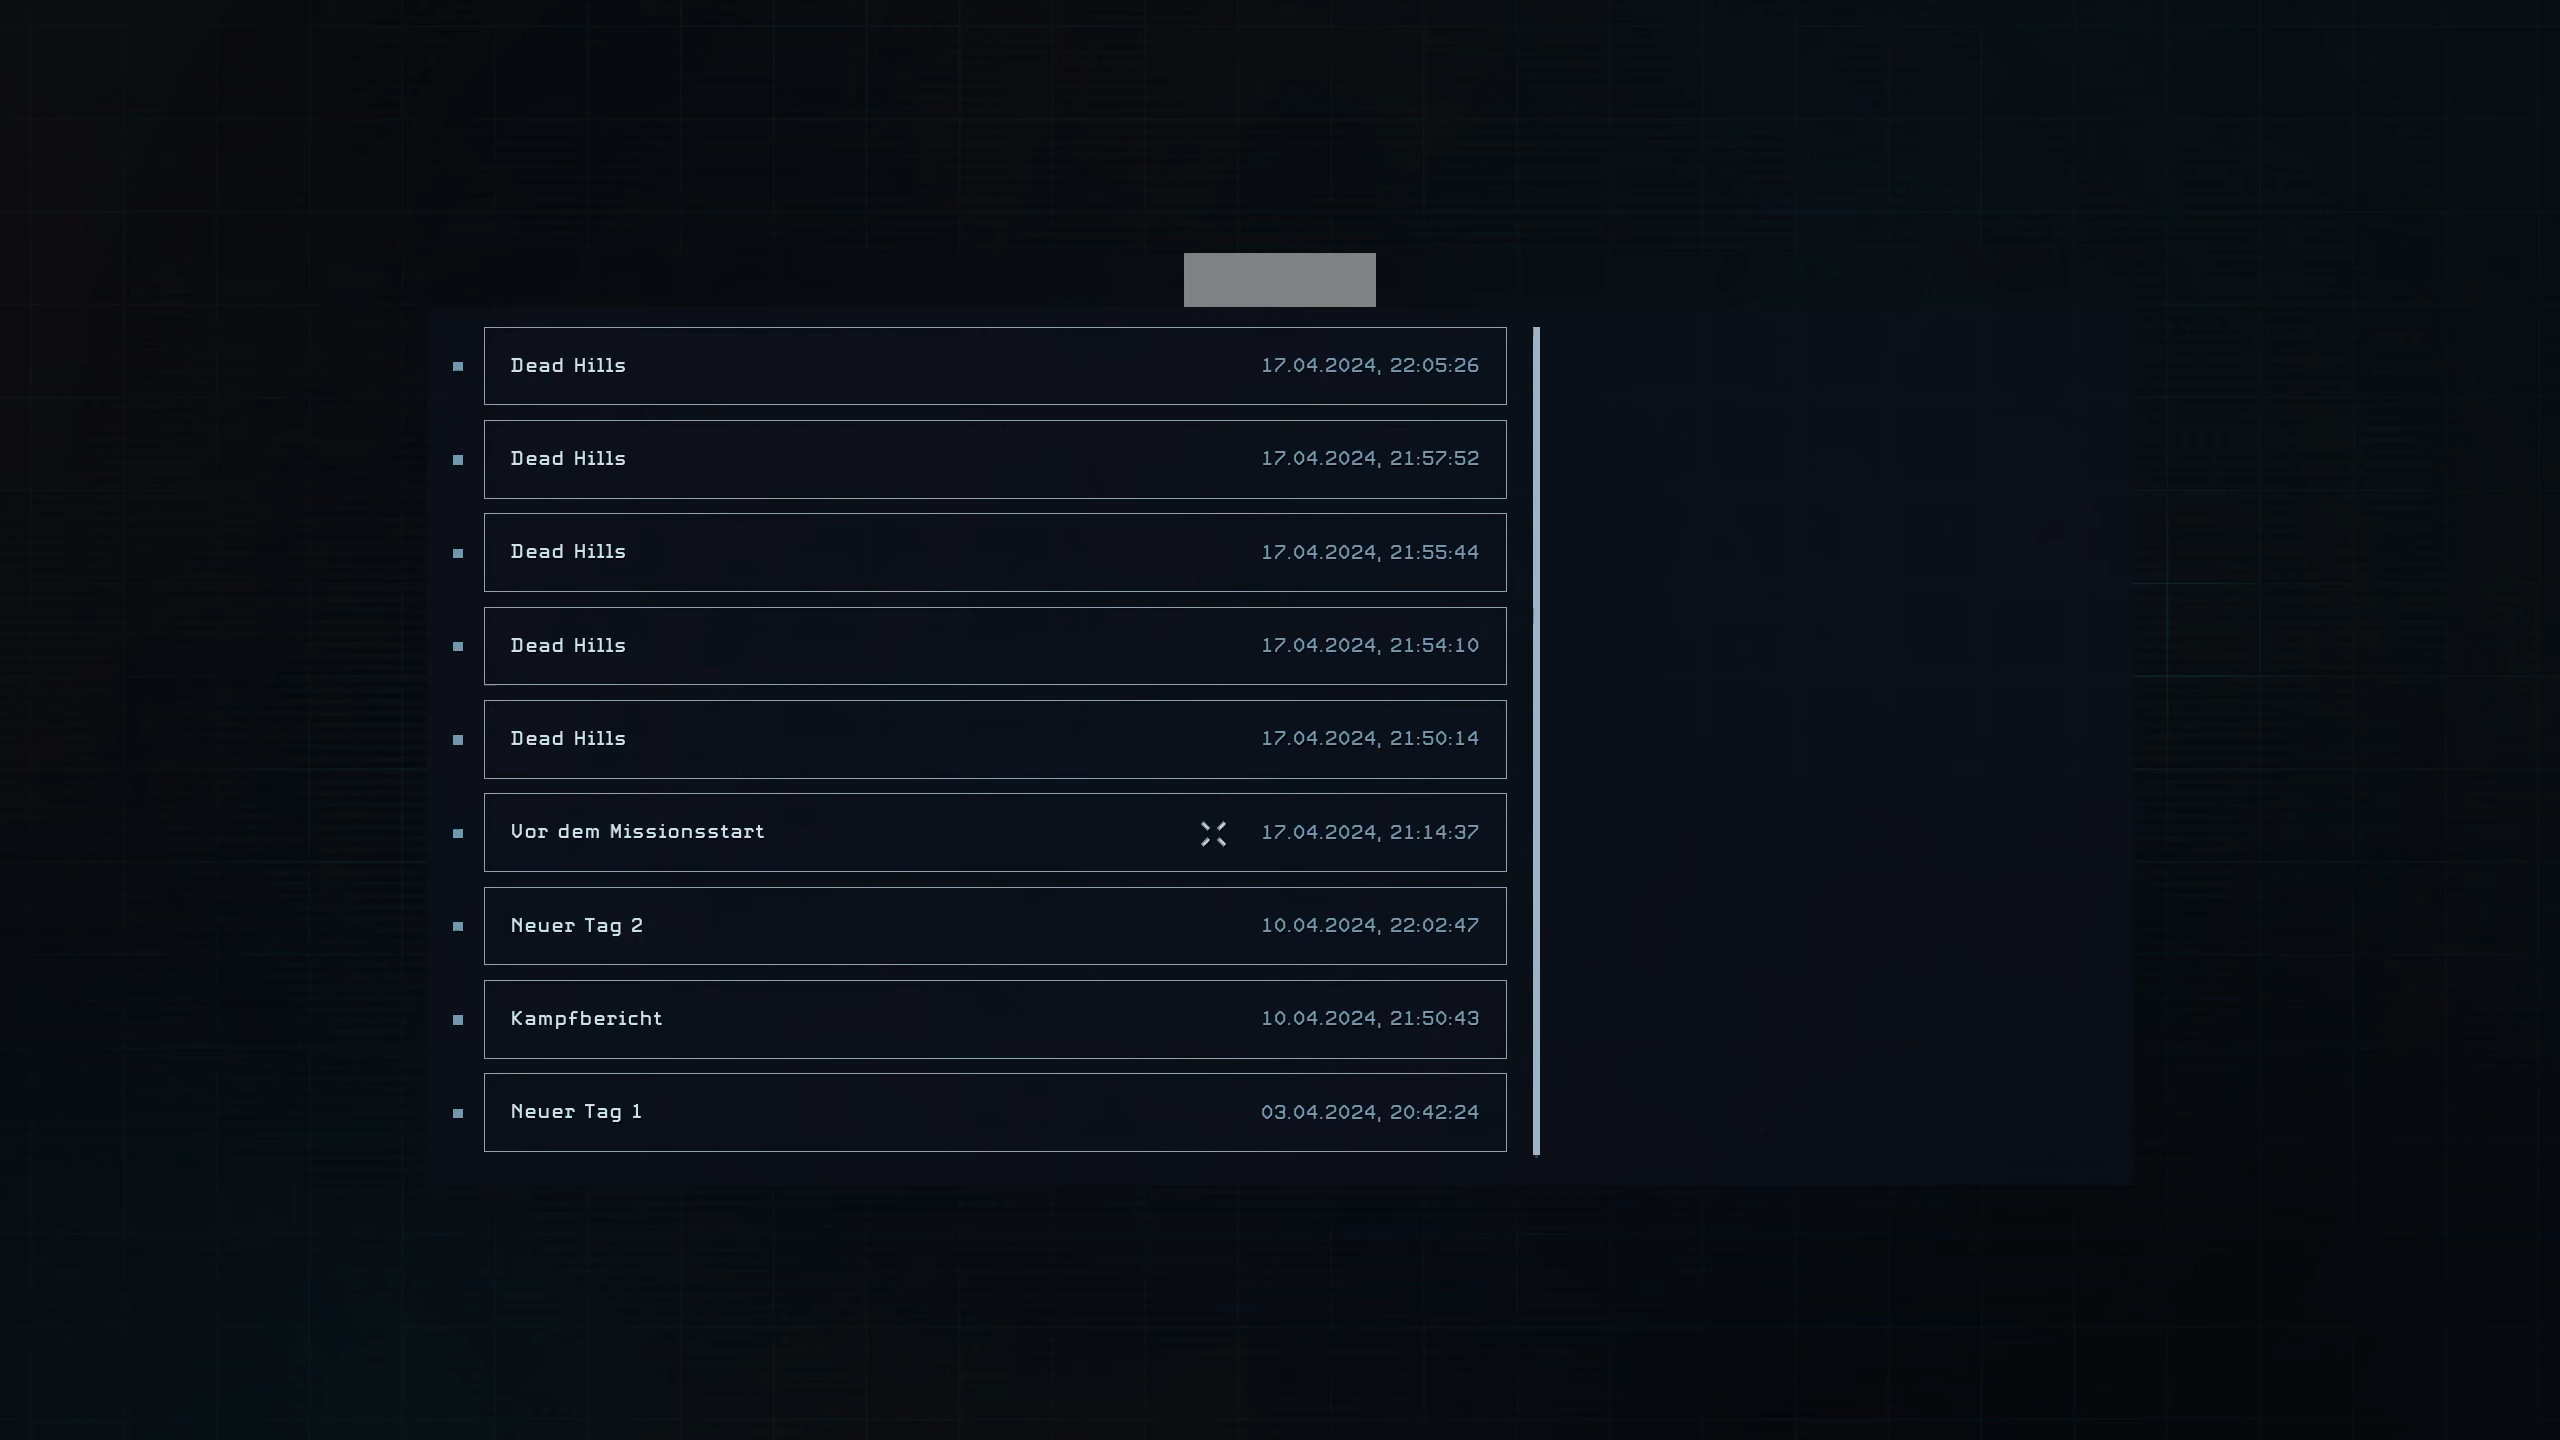 Dead Hills 17.04.2024, 22:05:26
Dead Hills 17.04.2024, 21:57:52
Dead Hills 17.04.2024, 21:55:44
Dead Hills 17.04.2024, 21:54:10
Dead Hills 17.04.2024, 21:50:14
Vor dem Missionsstart 17.04.2024, 21:14:37
Neuer Tag 2 10.04.2024, 22:02:47
Kampfbericht 10.04.2024, 21:50:43
Neuer Tag 1 03.04.2024, 20:42:24